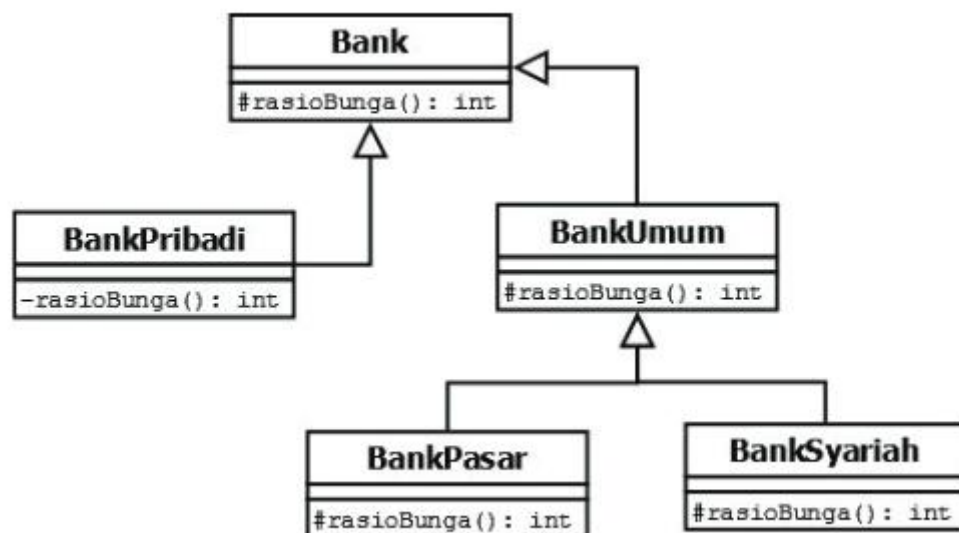 Bank
#rasioBunga(): int
BankPribadi
-rasioBunga(): int
BankUmum
#rasioBunga(): int
BankPasar
#rasioBunga(): int
BankSyariah
#rasioBunga(): int